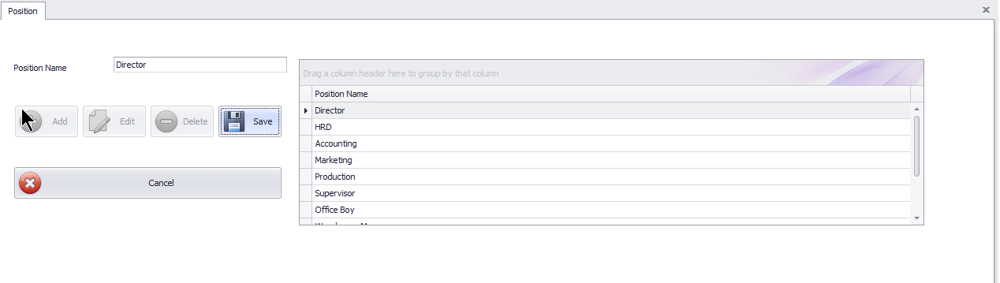 Position
Position Name
Director
Add
Edit
Delete
Save
Cancel
Drag a column header here to group by that column
Position Name
Director
HRD
Accounting
Marketing
Production
Supervisor
Office Boy